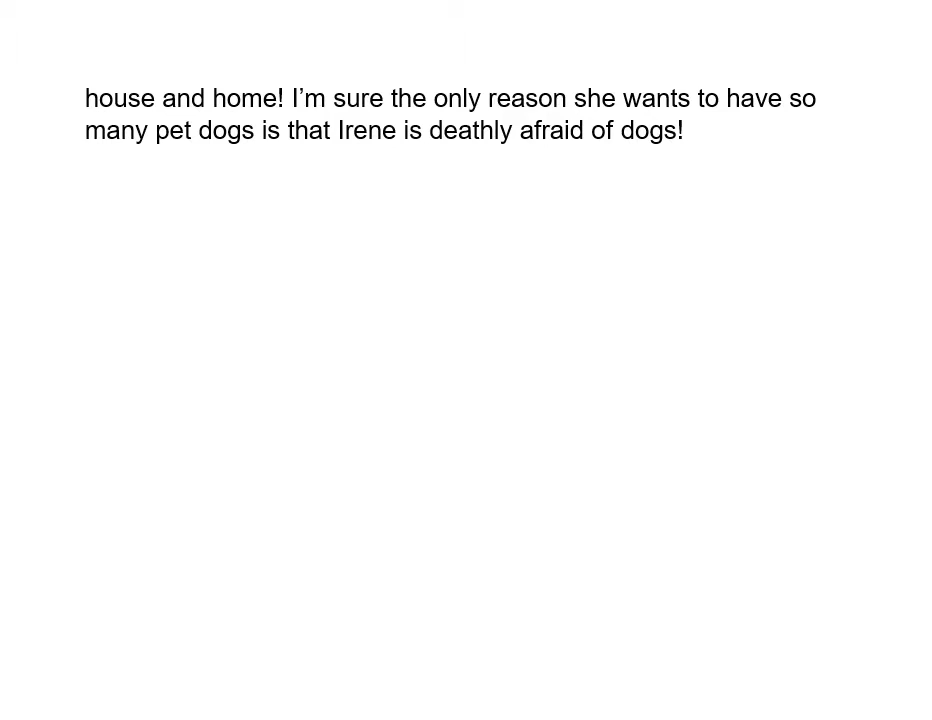 house and home! I’m sure the only reason she wants to have so
many pet dogs is that Irene is deathly afraid of dogs!